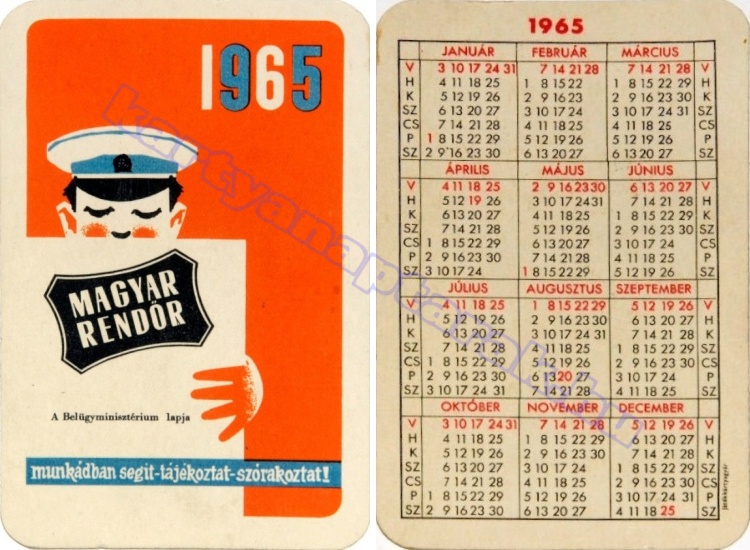 1965
MAGYAR
RENDŐR
A Belügyminisztérium lapja
munkádban segit-tájékoztat-szórakoztat!
1965
JANUÁR FEBRUÁR MÁRCIUS
V 3 10 17 24 31 7 14 21 28 7 14 21 28 V
H 4 11 18 25 1 8 15 22 1 8 15 22 29 H
K 5 12 19 26 2 9 16 23 2 9 16 23 30 K
SZ 6 13 20 27 3 10 17 24 3 10 17 24 31 SZ
CS 7 14 21 28 4 11 18 25 4 11 18 25 CS
P 1 8 15 22 29 5 12 19 26 5 12 19 26 P
SZ 2 9 16 23 30 6 13 20 27 6 13 20 27 SZ
ÁPRILIS MÁJUS JÚNIUS
V 4 11 18 25 2 9 16 23 30 6 13 20 27 V
H 5 12 19 26 3 10 17 24 31 7 14 21 28 H
K 6 13 20 27 4 11 18 25 1 8 15 22 29 K
SZ 7 14 21 28 5 12 19 26 2 9 16 23 30 SZ
CS 1 8 15 22 29 6 13 20 27 3 10 17 24 CS
P 2 9 16 23 30 7 14 21 28 4 11 18 25 P
SZ 3 10 17 24 1 8 15 22 29 5 12 19 26 SZ
JÚLIUS AUGUSZTUS SZEPTEMBER
V 4 11 18 25 1 8 15 22 29 5 12 19 26 V
H 5 12 19 26 2 9 16 23 30 6 13 20 27 H
K 6 13 20 27 3 10 17 24 31 7 14 21 28 K
SZ 7 14 21 28 4 11 18 25 1 8 15 22 29 SZ
CS 1 8 15 22 29 5 12 19 26 2 9 16 23 30 CS
P 2 9 16 23 30 6 13 20 27 3 10 17 24 P
SZ 3 10 17 24 31 7 14 21 28 4 11 18 25 SZ
OKTÓBER NOVEMBER DECEMBER
V 3 10 17 24 31 7 14 21 28 5 12 19 26 V
H 4 11 18 25 1 8 15 22 29 6 13 20 27 H
K 5 12 19 26 2 9 16 23 30 7 14 21 28 K
SZ 6 13 20 27 3 10 17 24 1 8 15 22 29 SZ
CS 7 14 21 28 4 11 18 25 2 9 16 23 30 CS
P 1 8 15 22 29 5 12 19 26 3 10 17 24 31 P
SZ 2 9 16 23 30 6 13 20 27 4 11 18 25 SZ